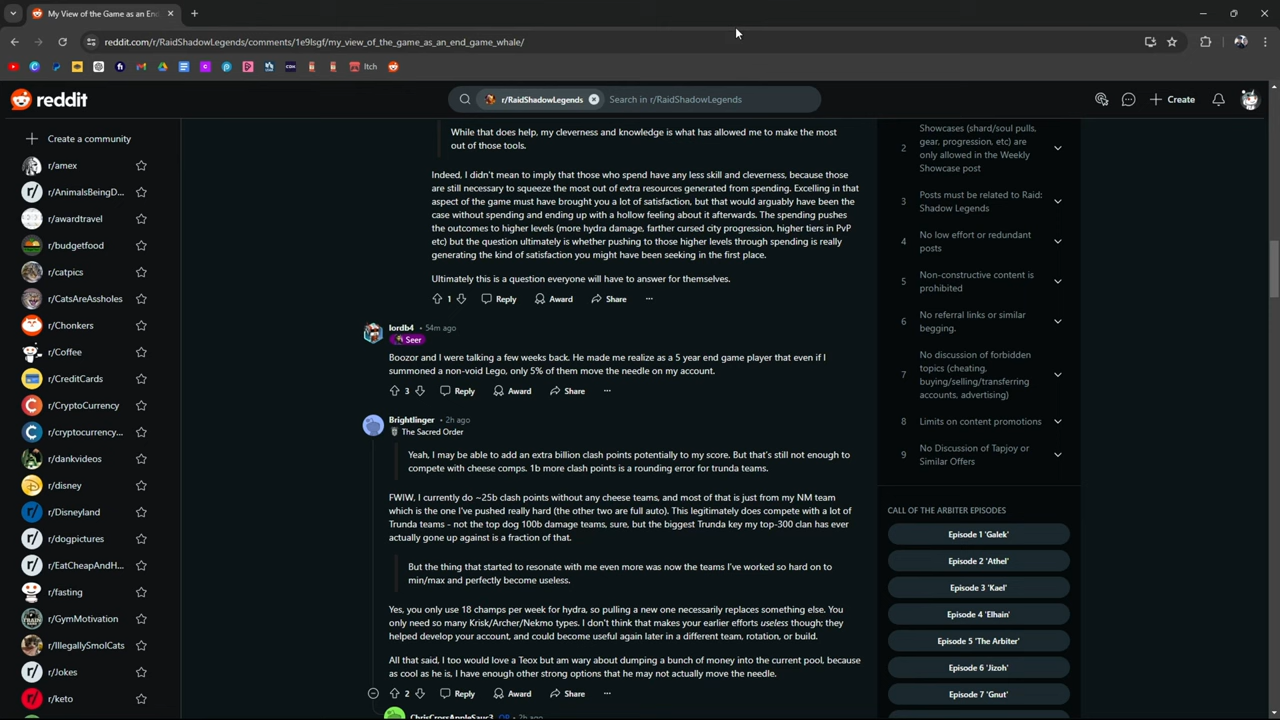 My View of the Game as an En
reddit.com/r/RaidShadowLegends/comments/1e9lsgf/my_view_of_the_game_as_an_end_game_whale/
Itch
reddit
r/RaidShadowLegends
Search in r/RaidShadowLegends
Create
Create a community
r/amex
r/AnimalsBeingD...
r/awardtravel
r/budgetfood
r/catpics
r/CatsAreAssholes
r/Chonkers
r/Coffee
r/CreditCards
r/CryptoCurrency
r/cryptocurrency...
r/dankvideos
r/disney
r/Disneyland
r/dogpictures
r/EatCheapAndH...
r/fasting
r/GymMotivation
r/IllegallySmolCats
r/Jokes
r/keto
While that does help, my cleverness and knowledge is what has allowed me to make the most
out of those tools.
Indeed, I didn't mean to imply that those who spend have any less skill and cleverness, because those
are still necessary to squeeze the most out of extra resources generated from spending. Excelling in that
aspect of the game must have brought you a lot of satisfaction, but that would arguably have been the
case without spending and ending up with a hollow feeling about it afterwards. The spending pushes
the outcomes to higher levels (more hydra damage, farther cursed city progression, higher tiers in PvP
etc) but the question ultimately is whether pushing to those higher levels through spending is really
generating the kind of satisfaction you might have been seeking in the first place.
Ultimately this is a question everyone will have to answer for themselves.
1 Reply Award Share
lordb4 • 54m ago
Seer
Boozor and I were talking a few weeks back. He made me realize as a 5 year end game player that even if I
summoned a non-void Lego, only 5% of them move the needle on my account.
3 Reply Award Share
Brightlinger • 2h ago
The Sacred Order
Yeah, I may be able to add an extra billion clash points potentially to my score. But that's still not enough to
compete with cheese comps. 1b more clash points is a rounding error for trunda teams.
FWIW, I currently do ~25b clash points without any cheese teams, and most of that is just from my NM team
which is the one I've pushed really hard (the other two are full auto). This legitimately does compete with a lot of
Trunda teams - not the top dog 100b damage teams, sure, but the biggest Trunda key my top-300 clan has ever
actually gone up against is a fraction of that.
But the thing that started to resonate with me even more was now the teams I've worked so hard on to
min/max and perfectly become useless.
Yes, you only use 18 champs per week for hydra, so pulling a new one necessarily replaces something else. You
only need so many Krisk/Archer/Nekmo types. I don't think that makes your earlier efforts useless though; they
helped develop your account, and could become useful again later in a different team, rotation, or build.
All that said, I too would love a Teox but am wary about dumping a bunch of money into the current pool, because
as cool as he is, I have enough other strong options that he may not actually move the needle.
2 Reply Award Share
ChrisCrossAppleSauc3 OP • 2h ago
2 Showcases (shard/soul pulls,
gear, progression, etc) are
only allowed in the Weekly
Showcase post
3 Posts must be related to Raid:
Shadow Legends
4 No low effort or redundant
posts
5 Non-constructive content is
prohibited
6 No referral links or similar
begging.
7 No discussion of forbidden
topics (cheating,
buying/selling/transferring
accounts, advertising)
8 Limits on content promotions
9 No Discussion of Tapjoy or
Similar Offers
CALL OF THE ARBITER EPISODES
Episode 1 'Galek'
Episode 2 'Athel'
Episode 3 'Kael'
Episode 4 'Elhain'
Episode 5 'The Arbiter'
Episode 6 'Jizoh'
Episode 7 'Gnut'